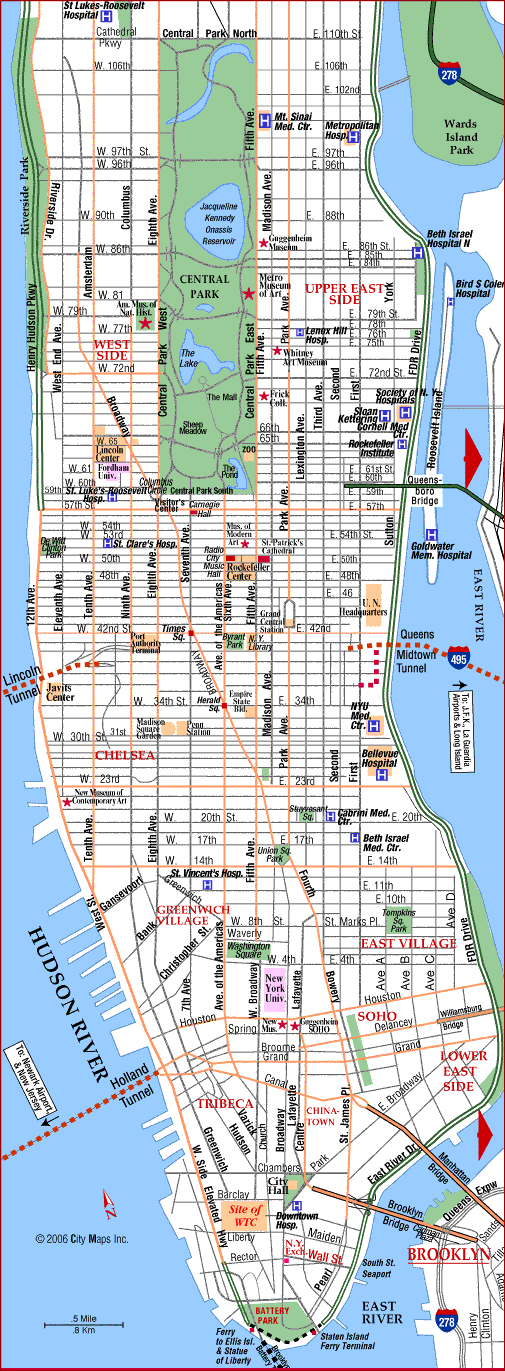 St Lukes-Roosevelt
Hospital H
Cathedral
Pkwy
Central Park North
E. 110th St.
W. 106th
E. 106th
278
E. 102nd
Fifth Ave.
H Mt. Sinai
Med. Ctr.
Metropolitan
Hosp. H
Wards
Island
Park
W. 97th St.
E. 97th
W. 96th
E. 96th
Riverside Park
Riverside Dr.
Columbus
Eighth Ave.
Madison Ave.
Jacqueline
Kennedy
Onassis
Reservoir
W. 90th
E. 88th
Guggenheim
Museum
W. 86th
E. 86th St.
E. 85th
E. 84th
Beth Israel
Hospital N
H
Amsterdam
CENTRAL
PARK
Metro
Museum
of Art
UPPER EAST
SIDE
York
Bird S Coler
Hospital
H
W. 81
Am. Mus. of
Nat. Hist.
W. 79th
E. 79th St.
E. 78th
W. 77th
E. 76th
E. 75th
Henry Hudson Pkwy
West End Ave.
WEST
SIDE
Central Park West
Central Park East
Fifth Ave.
Park Ave.
H Lenox Hill
Hosp.
FDR Drive
The
Lake
Whitney
Art Museum
W. 72nd
E. 72nd St.
Broadway
The Mall
Frick
Coll.
Lexington Ave.
Third Ave.
Second
First
Society of N. Y.
Hospitals
Sloan
Kettering
H
H
Cornell Med
Ctr.
Roosevelt Island
Sheep
Meadow
66th
65th
W. 65
Lincoln
Center
ZOO
Rockefeller
Institute
H
W. 61
Fordham
Univ.
The
Pond
E. 61st St.
W. 60th
E. 60th
59th
St. Luke's-Roosevelt
Hosp. H
Columbus
Circle
Central Park South
E. 59th
Queens-
boro
Bridge
57th St.
Visitor's
Center
Carnegie
Hall
E. 57th
Park Ave.
Sutton
W. 54th
W. 53rd
De Witt
Clinton
Park
H St. Clare's Hosp.
Mus. of
Modern
Art
St. Patrick's
Cathedral
E. 54th St.
H
Goldwater
Mem. Hospital
W. 50th
Radio
City
Music
Hall
E. 50th
48th
Rockefeller
Center
E. 48th
EAST RIVER
12th Ave.
Eleventh Ave.
Tenth Ave.
Ninth Ave.
Eighth Ave.
Seventh Ave.
Ave. of the Americas
Sixth Ave.
Fifth Ave.
E. 46
Grand
Central
Station
U. N.
Headquarters
W. 42nd St.
Times
Sq.
E. 42nd
Port
Authority
Terminal
Byrant
Park
N. Y.
Library
Queens
Midtown
Tunnel
495
Lincoln
Tunnel
BROADWAY
Javits
Center
Madison Ave.
To: J.F.K., La Guardia
Airports & Long Island
W. 34th St.
Herald
Sq.
Empire
State
Bld.
E. 34th
NYU
Med.
Ctr. H
Madison
Square
Garden
Penn
Station
31st
W. 30th St.
CHELSEA
Park Ave.
Second
First
Bellevue
Hospital
H
W. 23rd
E. 23rd
New Museum of
Contemporary Art
Stuyvasant
Sq.
H Cabrini Med.
Ctr.
W. 20th St.
E. 20th
Tenth Ave.
Eighth Ave.
Fifth Ave.
W. 17th
E. 17th
H Beth Israel
Med. Ctr.
Union Sq.
Park
W. 14th
E. 14th
St. Vincent's Hosp.
H
Fourth
E. 11th
E. 10th
West St.
Gansevoort
Greenwich
Bank
GREENWICH
VILLAGE
Christopher St
Tompkins
Sq.
Park
Ave D
FDR Drive
W. 8th St.
St. Marks Pl.
Waverly
Washington
Square
EAST VILLAGE
W. 4th
E. 4th
HUDSON RIVER
7th Ave.
Ave. of the Americas
W. Broadway
New
York
Univ.
Lafayette
Bowery
Ave A
Ave B
Ave C
Houston
Houston
New
Mus.
Guggenheim
SOHO
SOHO
Williamsburg
Bridge
Spring
Delancey
Broome
Grand
Grand
LOWER
EAST
SIDE
To: Newark Airport,
& New Jersey
Holland
Tunnel
Canal
TRIBECA
CHINA-
TOWN
E. Broadway
Greenwich
Varick
Hudson
Church
Broadway
Lafayette
Centre
St. James Pl.
Chambers
Park
East River Dr.
Manhattan
Bridge
W. Side Elevated Hwy
City
Hall
Barclay
Site of
WTC
H
Downtown
Hosp.
Brooklyn
Bridge
Cadman
Plaza
Queens Expw
Sands
Tillary
Liberty
Maiden
N.Y.
Exch.
Wall St.
Rector
Pearl
BROOKLYN
© 2006 City Maps Inc.
N
South St.
Seaport
.5 Mile
.8 Km
BATTERY
PARK
EAST
RIVER
278
Henry
Clinton
Ferry
to Ellis Isl.
& Statue
of Liberty
Staten Island
Ferry Terminal